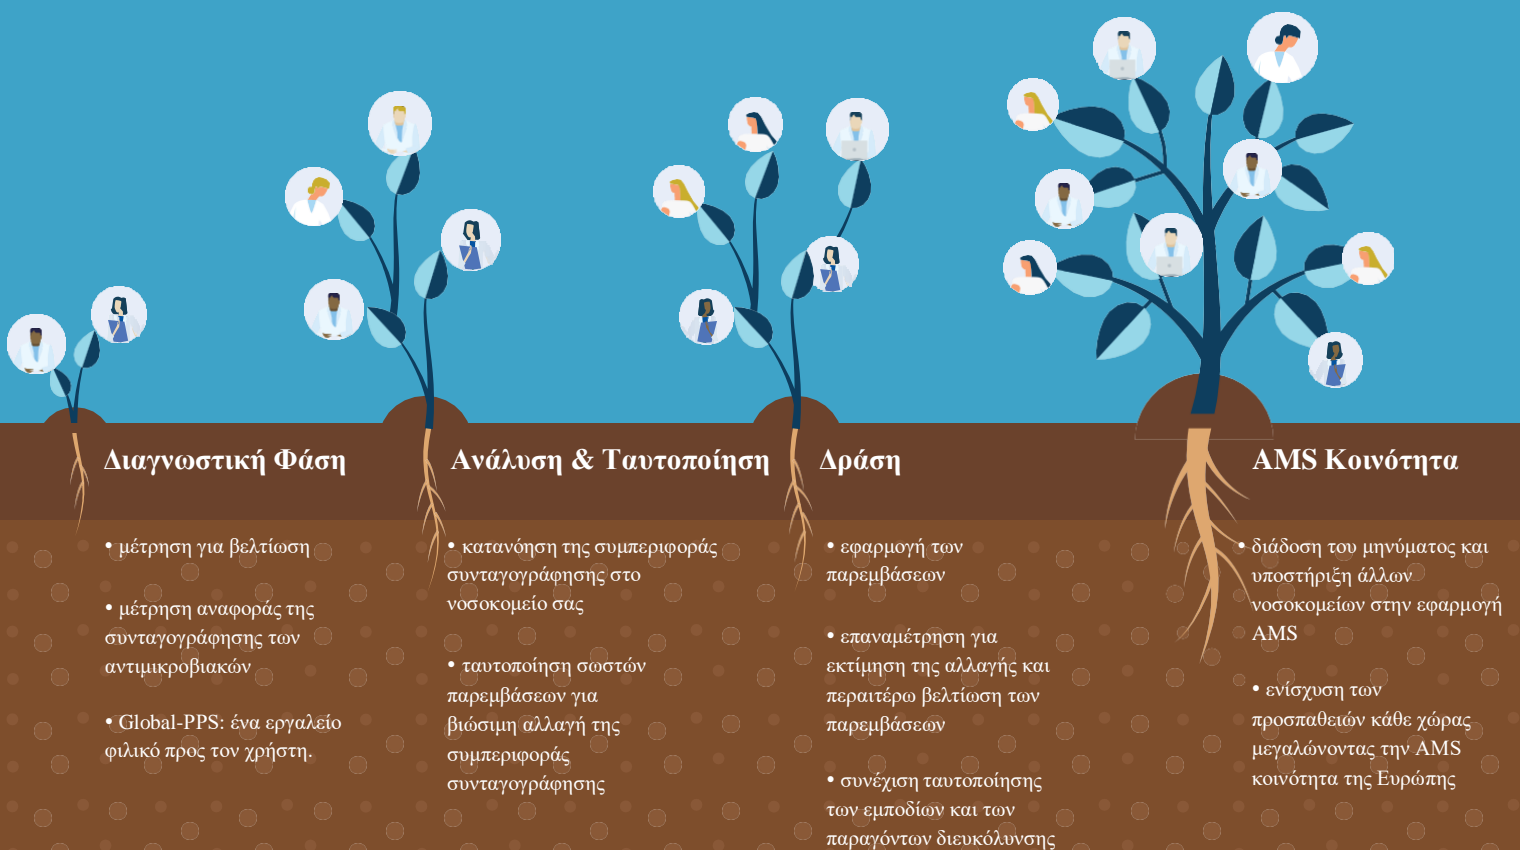 Διαγνωστική Φάση
• μέτρηση για βελτίωση
• μέτρηση αναφοράς της
συνταγογράφησης των
αντιμικροβιακών
• Global-PPS: ένα εργαλείο
φιλικό προς τον χρήστη.
Ανάλυση & Ταυτοποίηση
• κατανόηση της συμπεριφοράς
συνταγογράφησης στο
νοσοκομείο σας
• ταυτοποίηση σωστών
παρεμβάσεων για
βιώσιμη αλλαγή της
συμπεριφοράς
συνταγογράφησης
Δράση
• εφαρμογή των
παρεμβάσεων
• επαναμέτρηση για
εκτίμηση της αλλαγής και
περαιτέρω βελτίωση των
παρεμβάσεων
• συνέχιση ταυτοποίησης
των εμποδίων και των
παραγόντων διευκόλυνσης
AMS Κοινότητα
• διάδοση του μηνύματος και
υποστήριξη άλλων
νοσοκομείων στην εφαρμογή
AMS
• ενίσχυση των
προσπαθειών κάθε χώρας
μεγαλώνοντας την AMS
κοινότητα της Ευρώπης